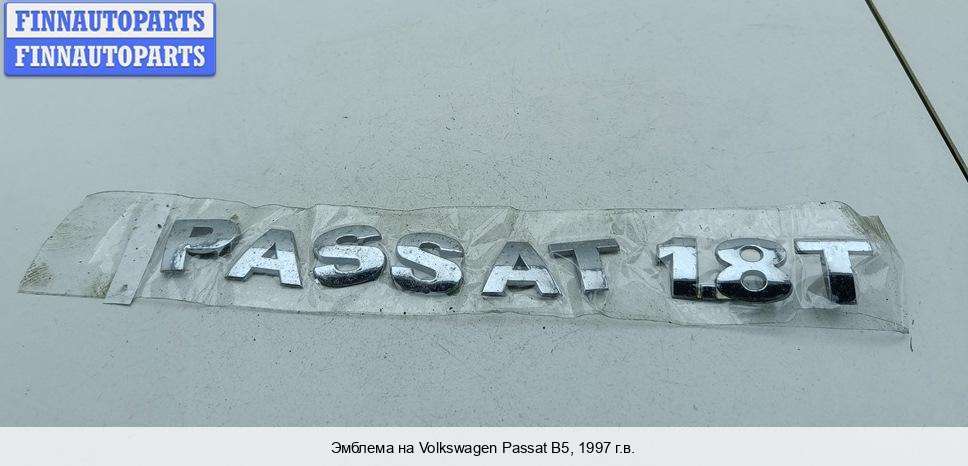 FINNAUTOPARTS
FINNAUTOPARTS
PASSAT 1.8T
Эмблема на Volkswagen Passat B5, 1997 г.в.